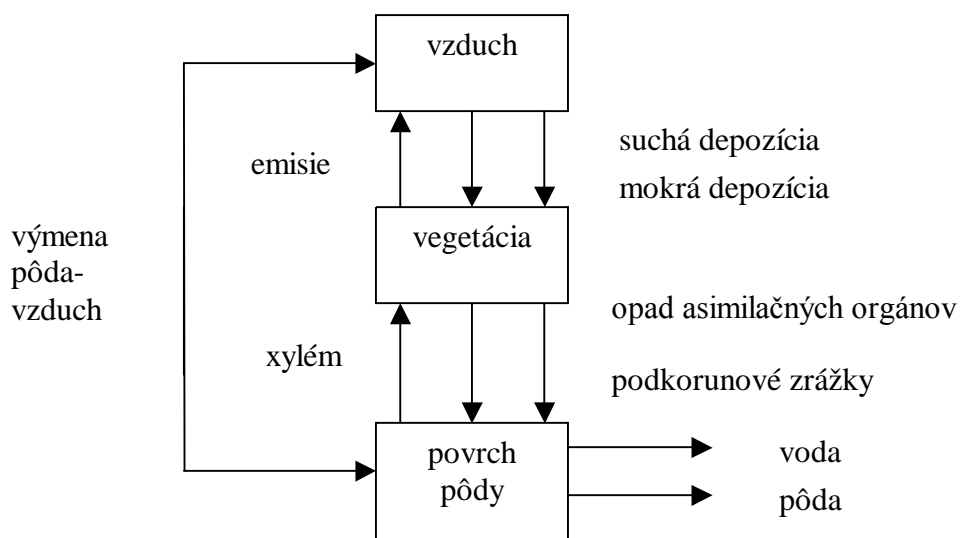 vzduch
suchá depozícia
emisie
mokrá depozícia
výmena
pôda-
vzduch
vegetácia
opad asimilačných orgánov
xylém
podkorunové zrážky
povrch
pôdy
voda
pôda